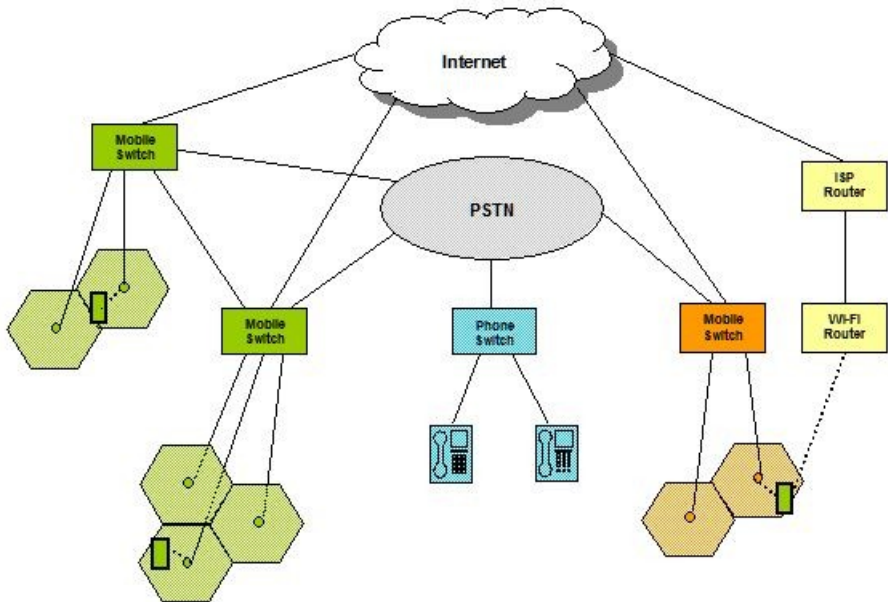 Internet
Mobile
Switch
ISP
Router
PSTN
Mobile
Switch
Phone
Switch
Mobile
Switch
WI-FI
Router